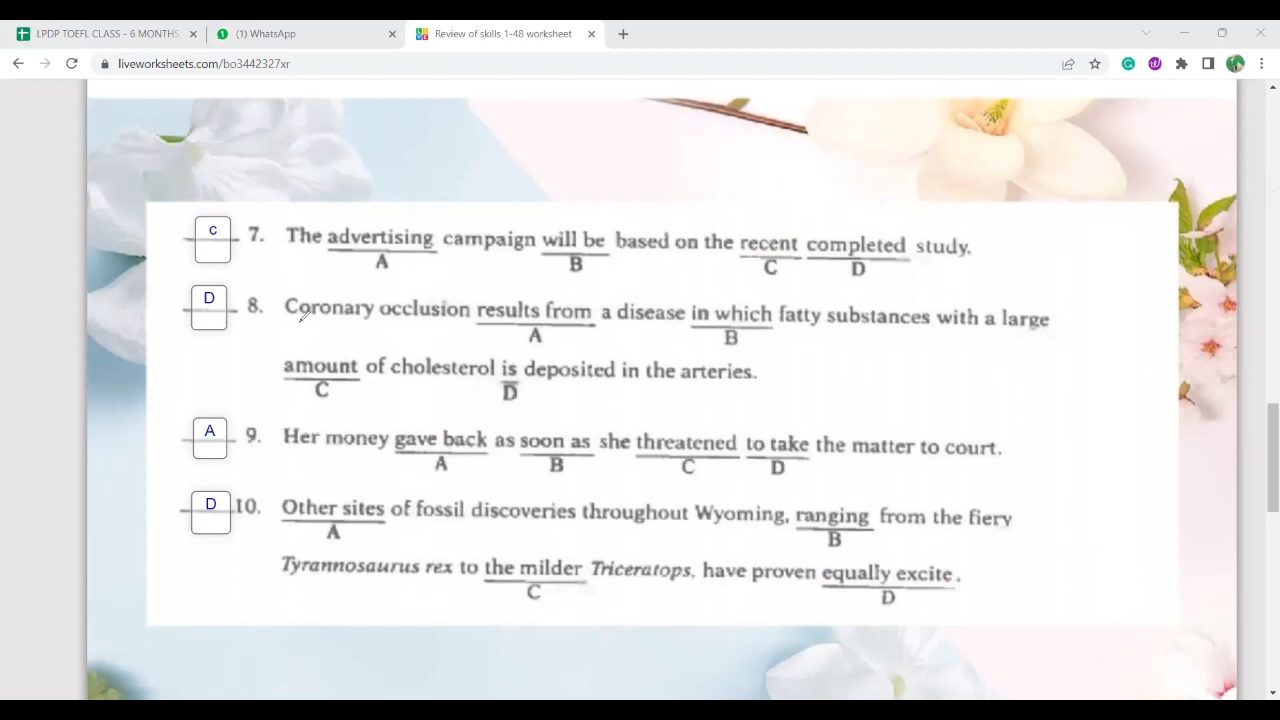 LPDP TOEFL CLASS - 6 MONTHS
(1) WhatsApp
Review of skills 1-48 worksheet
liveworksheets.com/bo3442327xr
C 7. The advertising campaign will be based on the recent completed study.
A B C D
D 8. Coronary occlusion results from a disease in which fatty substances with a large
A B
amount of cholesterol is deposited in the arteries.
C D
A 9. Her money gave back as soon as she threatened to take the matter to court.
A B C D
D 10. Other sites of fossil discoveries throughout Wyoming, ranging from the fiery
A B
Tyrannosaurus rex to the milder Triceratops, have proven equally excite.
C D